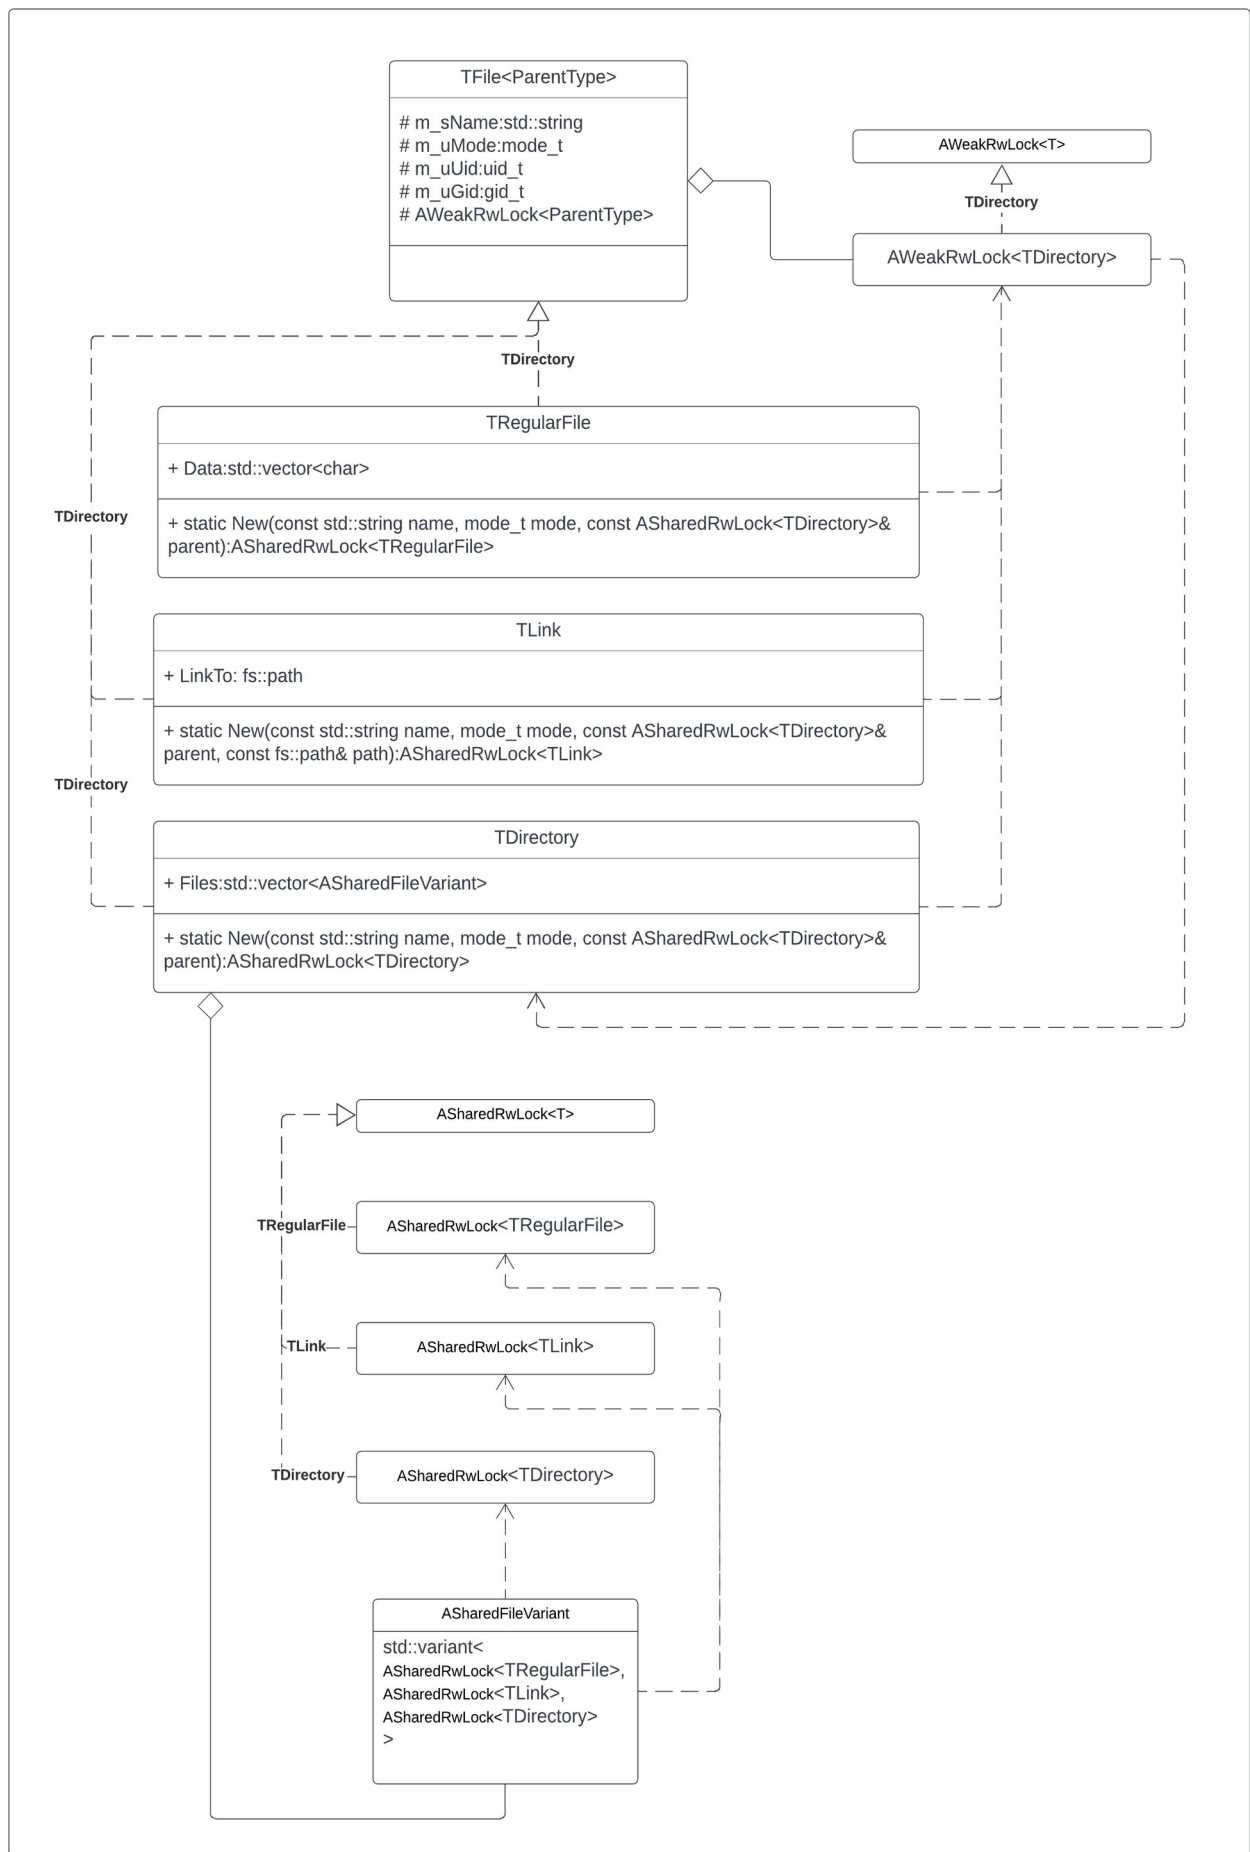 TFile<ParentType>
# m_sName:std::string
# m_uMode:mode_t
# m_uUid:uid_t
# m_uGid:gid_t
# AWeakRwLock<ParentType>
AWeakRwLock<T>
TDirectory
AWeakRwLock<TDirectory>
TDirectory
TRegularFile
+ Data:std::vector<char>
+ static New(const std::string name, mode_t mode, const ASharedRwLock<TDirectory>&
parent):ASharedRwLock<TRegularFile>
TDirectory
TLink
+ LinkTo: fs::path
+ static New(const std::string name, mode_t mode, const ASharedRwLock<TDirectory>&
parent, const fs::path& path):ASharedRwLock<TLink>
TDirectory
TDirectory
+ Files:std::vector<ASharedFileVariant>
+ static New(const std::string name, mode_t mode, const ASharedRwLock<TDirectory>&
parent):ASharedRwLock<TDirectory>
ASharedRwLock<T>
TRegularFile
ASharedRwLock<TRegularFile>
TLink
ASharedRwLock<TLink>
TDirectory
ASharedRwLock<TDirectory>
ASharedFileVariant
std::variant<
ASharedRwLock<TRegularFile>,
ASharedRwLock<TLink>,
ASharedRwLock<TDirectory>
>